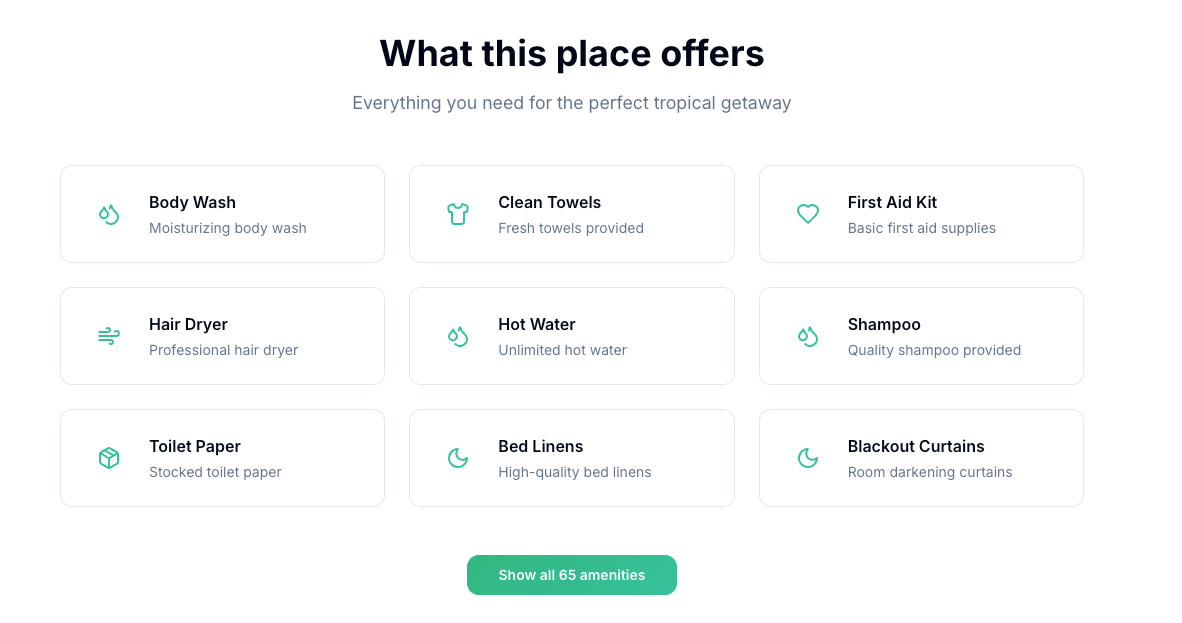 What this place offers
Everything you need for the perfect tropical getaway
Body Wash
Moisturizing body wash
Clean Towels
Fresh towels provided
First Aid Kit
Basic first aid supplies
Hair Dryer
Professional hair dryer
Hot Water
Unlimited hot water
Shampoo
Quality shampoo provided
Toilet Paper
Stocked toilet paper
Bed Linens
High-quality bed linens
Blackout Curtains
Room darkening curtains
Show all 65 amenities